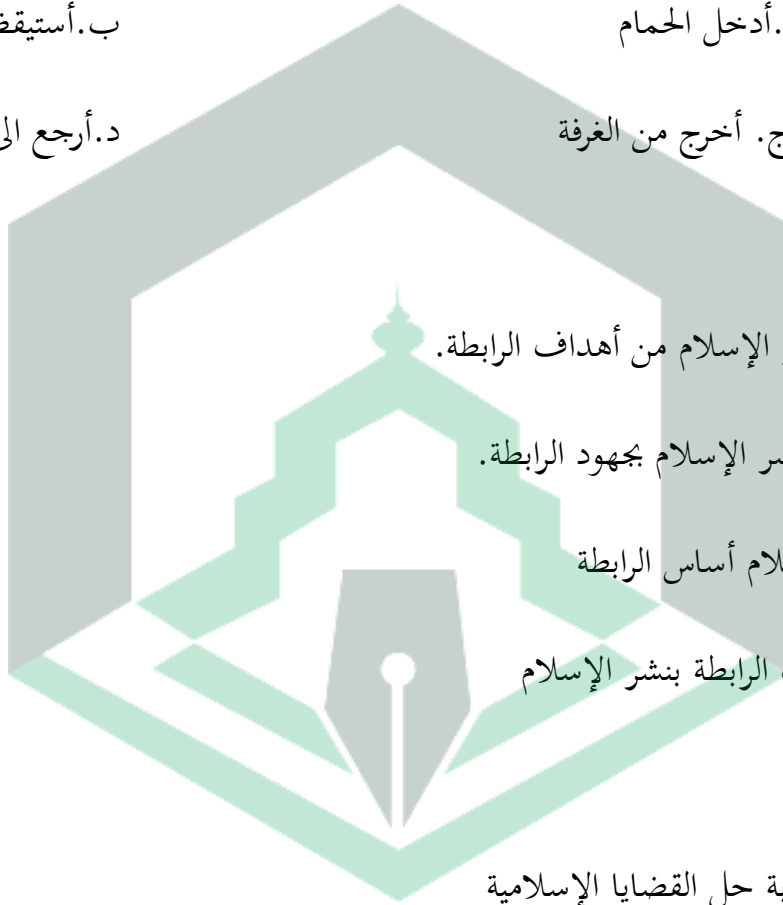 .أدخل الحمام
ب.أستيقظ
ج. أخرج من الغرفة
د.أرجع الى
الإسلام من أهداف الرابطة.
الإسلام بجهود الرابطة.
أساس الرابطة
الرابطة بنشر الإسلام
حل القضايا الإسلامية